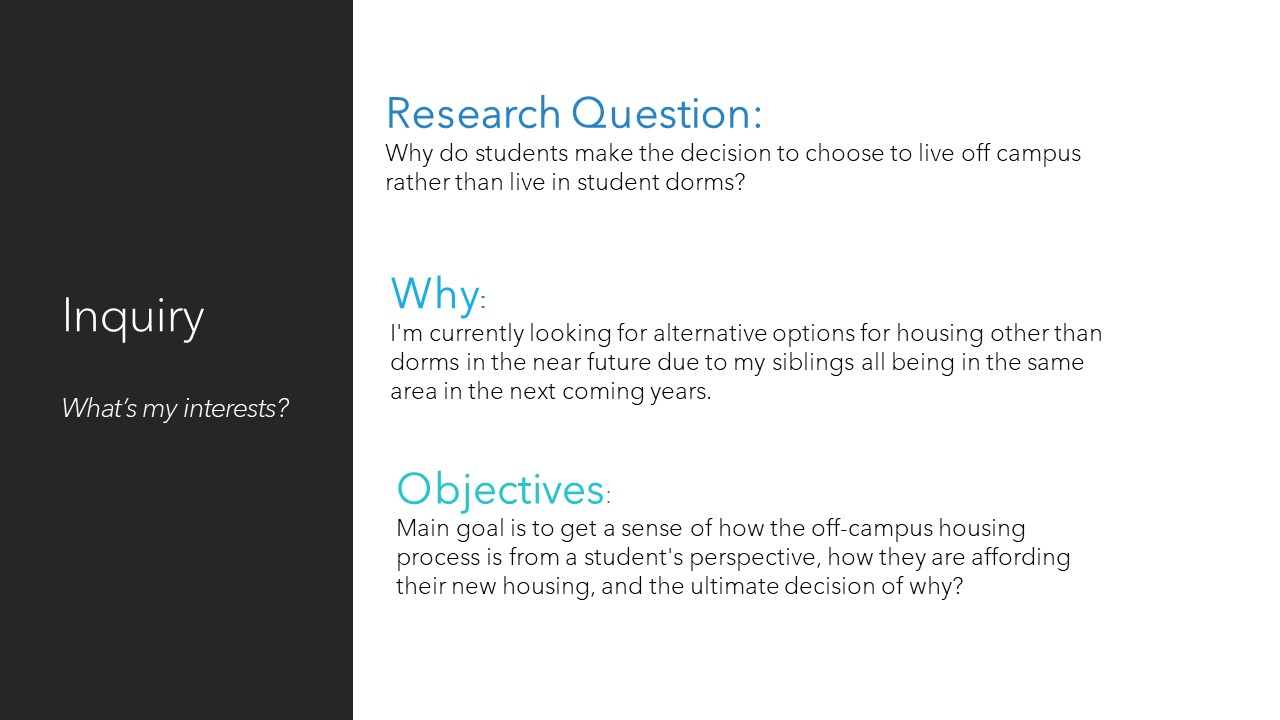 Inquiry
What’s my interests?
Research Question:
Why do students make the decision to choose to live off campus
rather than live in student dorms?
Why:
I'm currently looking for alternative options for housing other than
dorms in the near future due to my siblings all being in the same
area in the next coming years.
Objectives:
Main goal is to get a sense of how the off-campus housing
process is from a student's perspective, how they are affording
their new housing, and the ultimate decision of why?